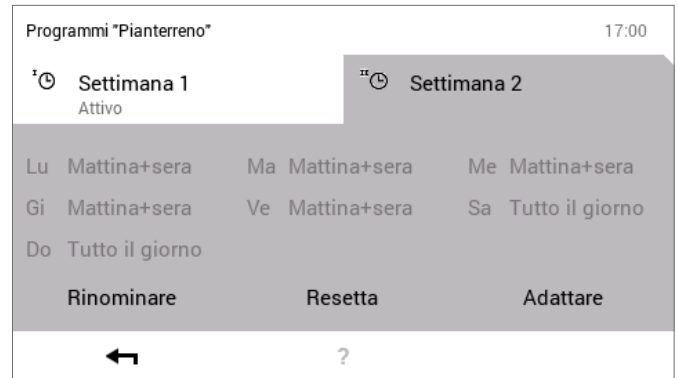 Programmi "Pianterreno" 17:00
I Settimana 1 II Settimana 2
Attivo
Lu Mattina+sera Ma Mattina+sera Me Mattina+sera
Gi Mattina+sera Ve Mattina+sera Sa Tutto il giorno
Do Tutto il giorno
Rinominare Resetta Adattare
?